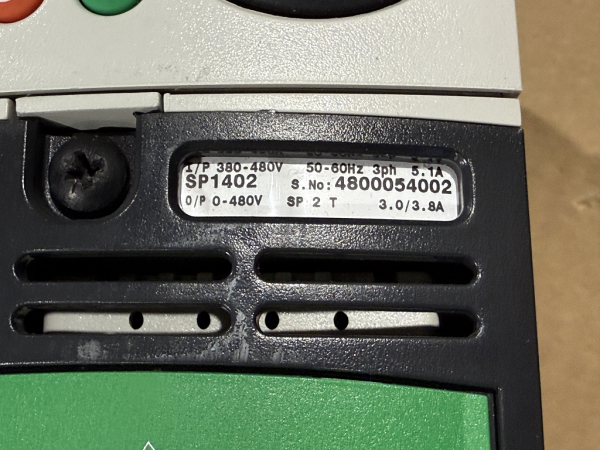 I/P 380-480V 50-60Hz 3ph 5.1A
SP1402 S.No:4800054002
O/P 0-480V SP 2 T 3.0/3.8A